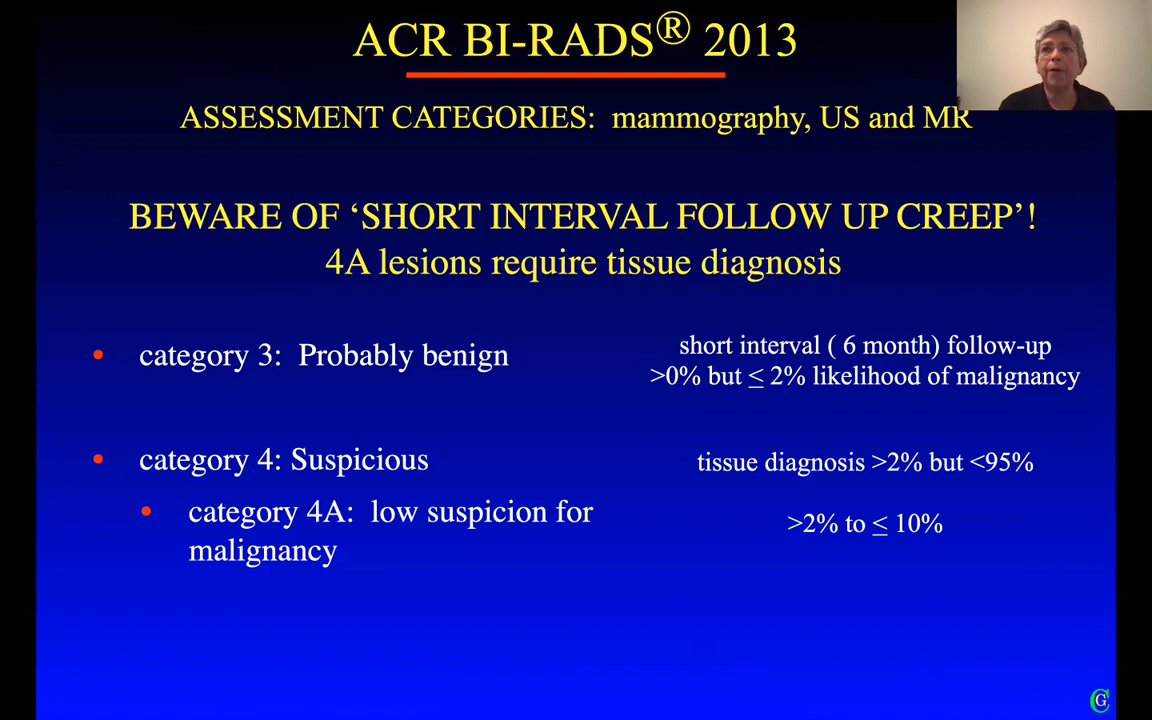 ACR BI-RADS® 2013
ASSESSMENT CATEGORIES: mammography, US and MR
BEWARE OF ‘SHORT INTERVAL FOLLOW UP CREEP’!
4A lesions require tissue diagnosis
• category 3: Probably benign
short interval ( 6 month) follow-up
>0% but ≤ 2% likelihood of malignancy
• category 4: Suspicious
tissue diagnosis >2% but <95%
• category 4A: low suspicion for
malignancy
>2% to ≤ 10%
CG